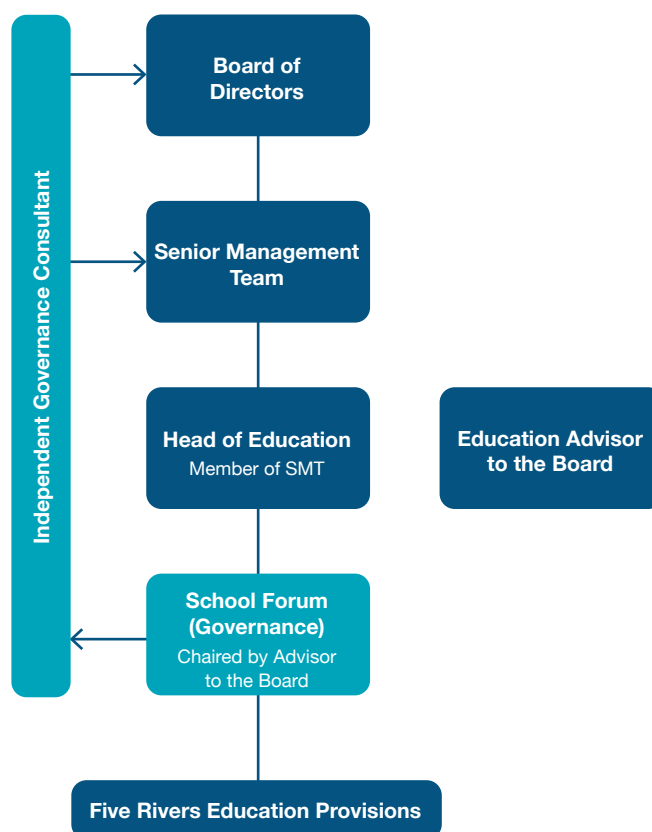 Independent Governance Consultant
Board of
Directors
Senior Management
Team
Head of Education
Member of SMT
Education Advisor
to the Board
School Forum
(Governance)
Chaired by Advisor
to the Board
Five Rivers Education Provisions